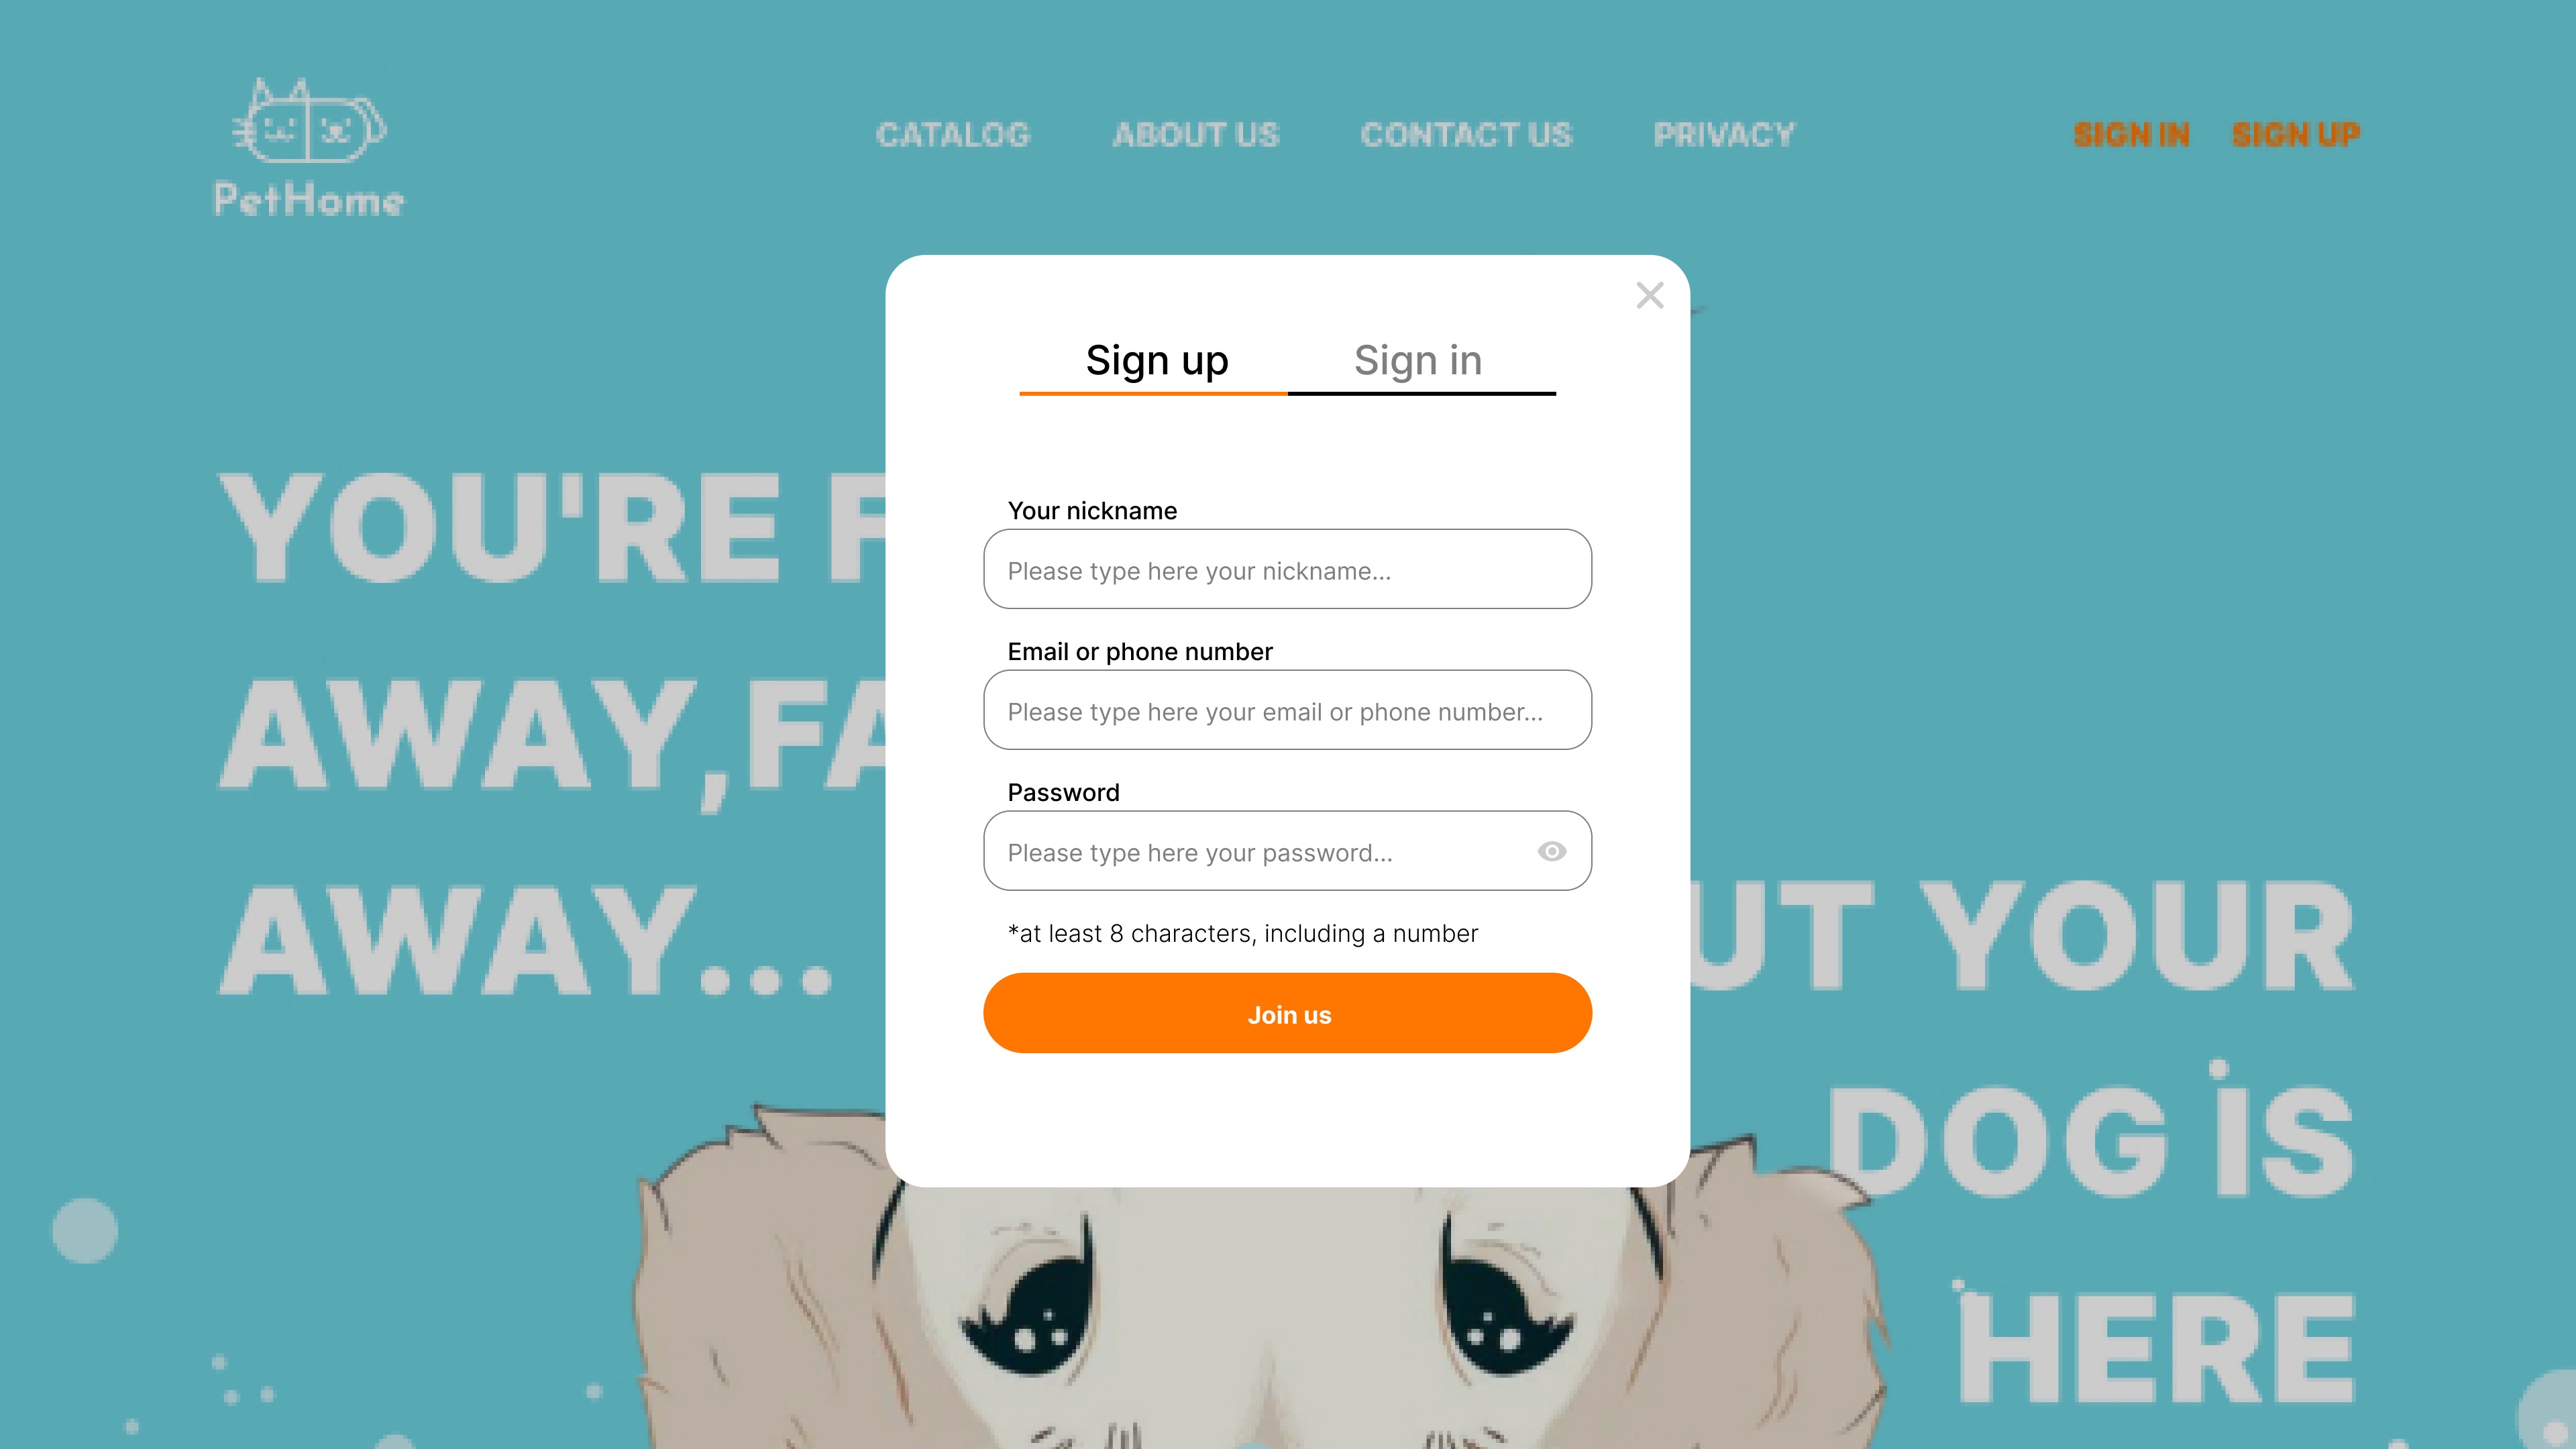 PetHome
CATALOG ABOUT US CONTACT US PRIVACY SIGN IN SIGN UP
Sign up Sign in
YOU'RE F
AWAY,FA
AWAY...
Your nickname
Please type here your nickname...
Email or phone number
Please type here your email or phone number...
Password
Please type here your password...
*at least 8 characters, including a number
Join us
UT YOUR
DOG IS
HERE